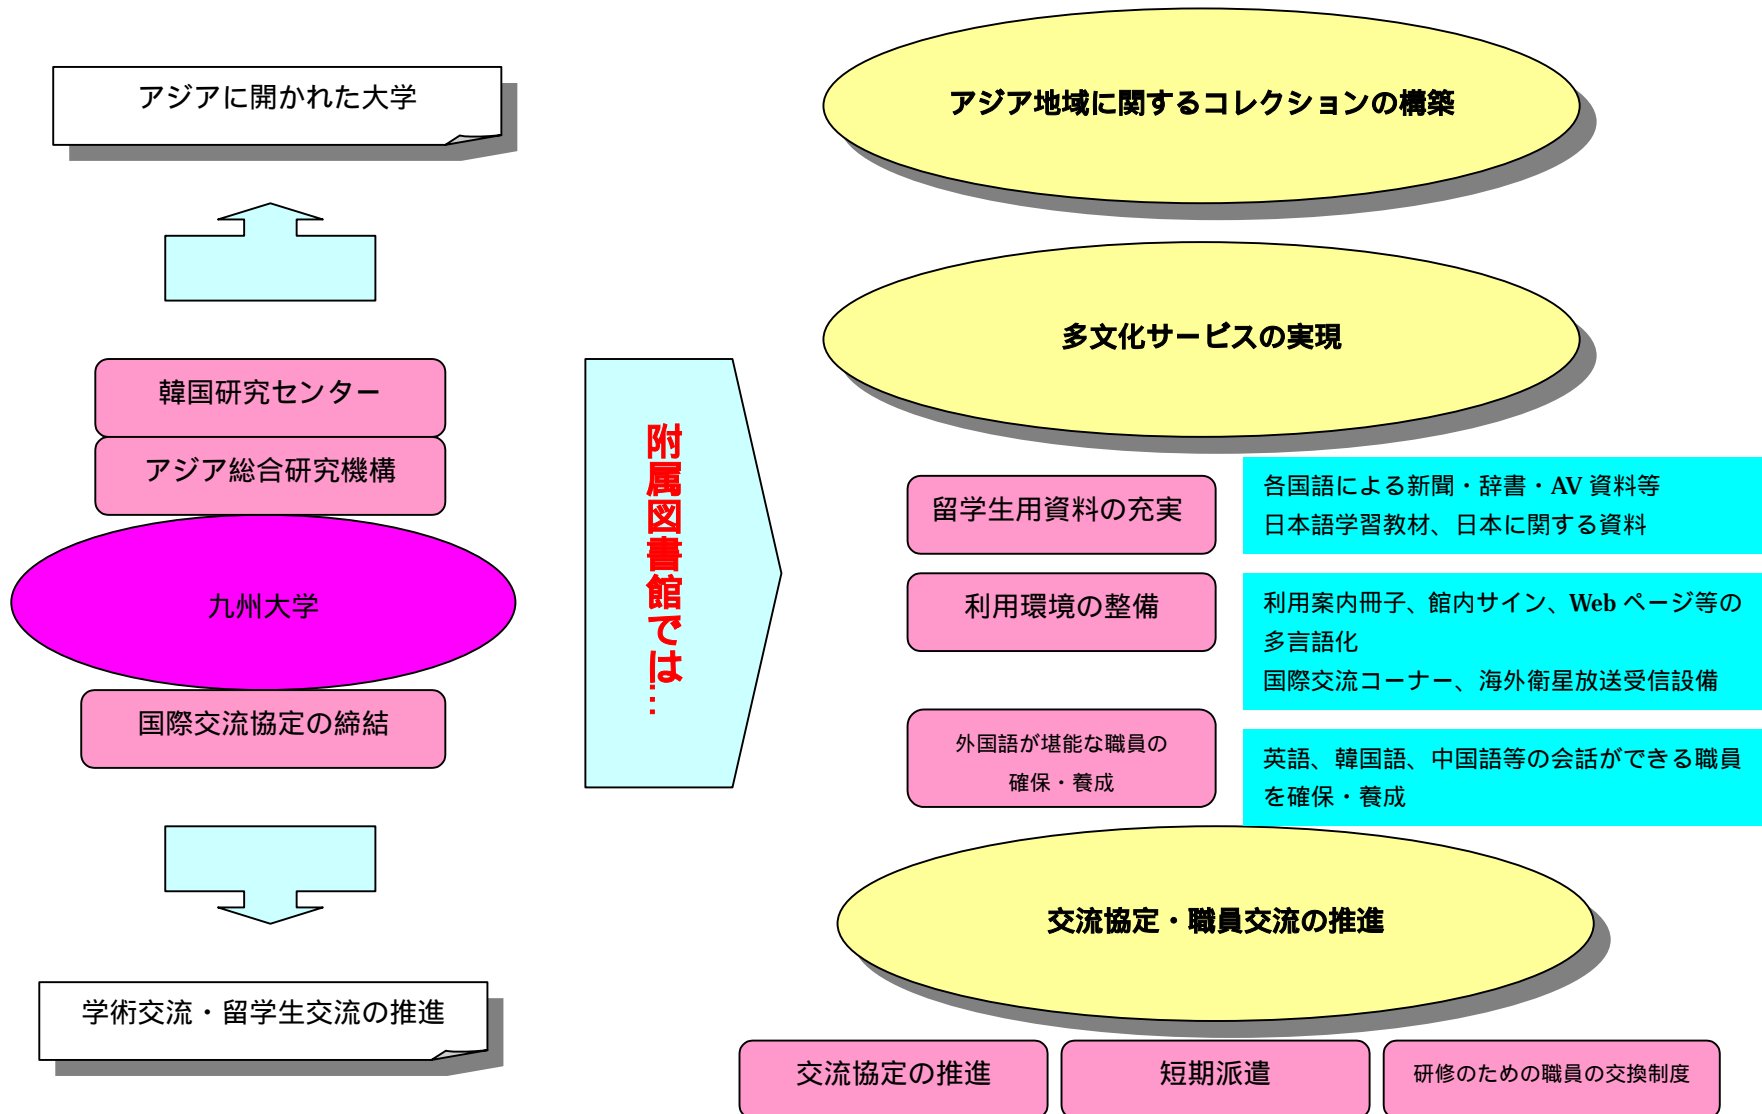 アジアに開かれた大学
韓国研究センター
アジア総合研究機構
九州大学
国際交流協定の締結
学術交流・留学生交流の推進
附属図書館では…
アジア地域に関するコレクションの構築
多文化サービスの実現
留学生用資料の充実
各国語による新聞・辞書・AV 資料等
日本語学習教材、日本に関する資料
利用環境の整備
利用案内冊子、館内サイン、Web ページ等の
多言語化
国際交流コーナー、海外衛星放送受信設備
外国語が堪能な職員の
確保・養成
英語、韓国語、中国語等の会話ができる職員
を確保・養成
交流協定・職員交流の推進
交流協定の推進
短期派遣
研修のための職員の交換制度